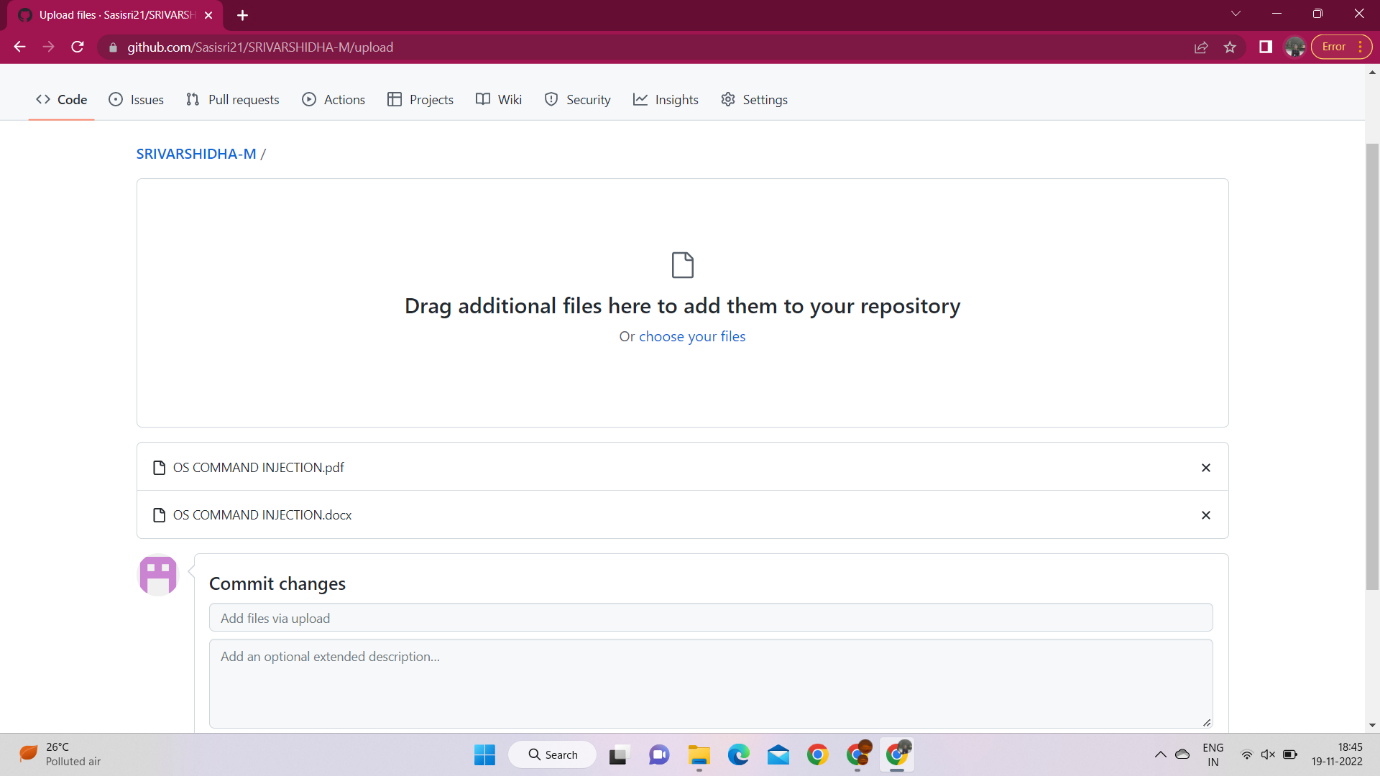 Upload files · Sasisri21/SRIVARSH
github.com/Sasisri21/SRIVARSHIDHA-M/upload
Error
Code Issues Pull requests Actions Projects Wiki Security Insights Settings
SRIVARSHIDHA-M /
Drag additional files here to add them to your repository
Or choose your files
OS COMMAND INJECTION.pdf
OS COMMAND INJECTION.docx
Commit changes
Add files via upload
Add an optional extended description...
26°C
Polluted air
Search
ENG
IN
18:45
19-11-2022